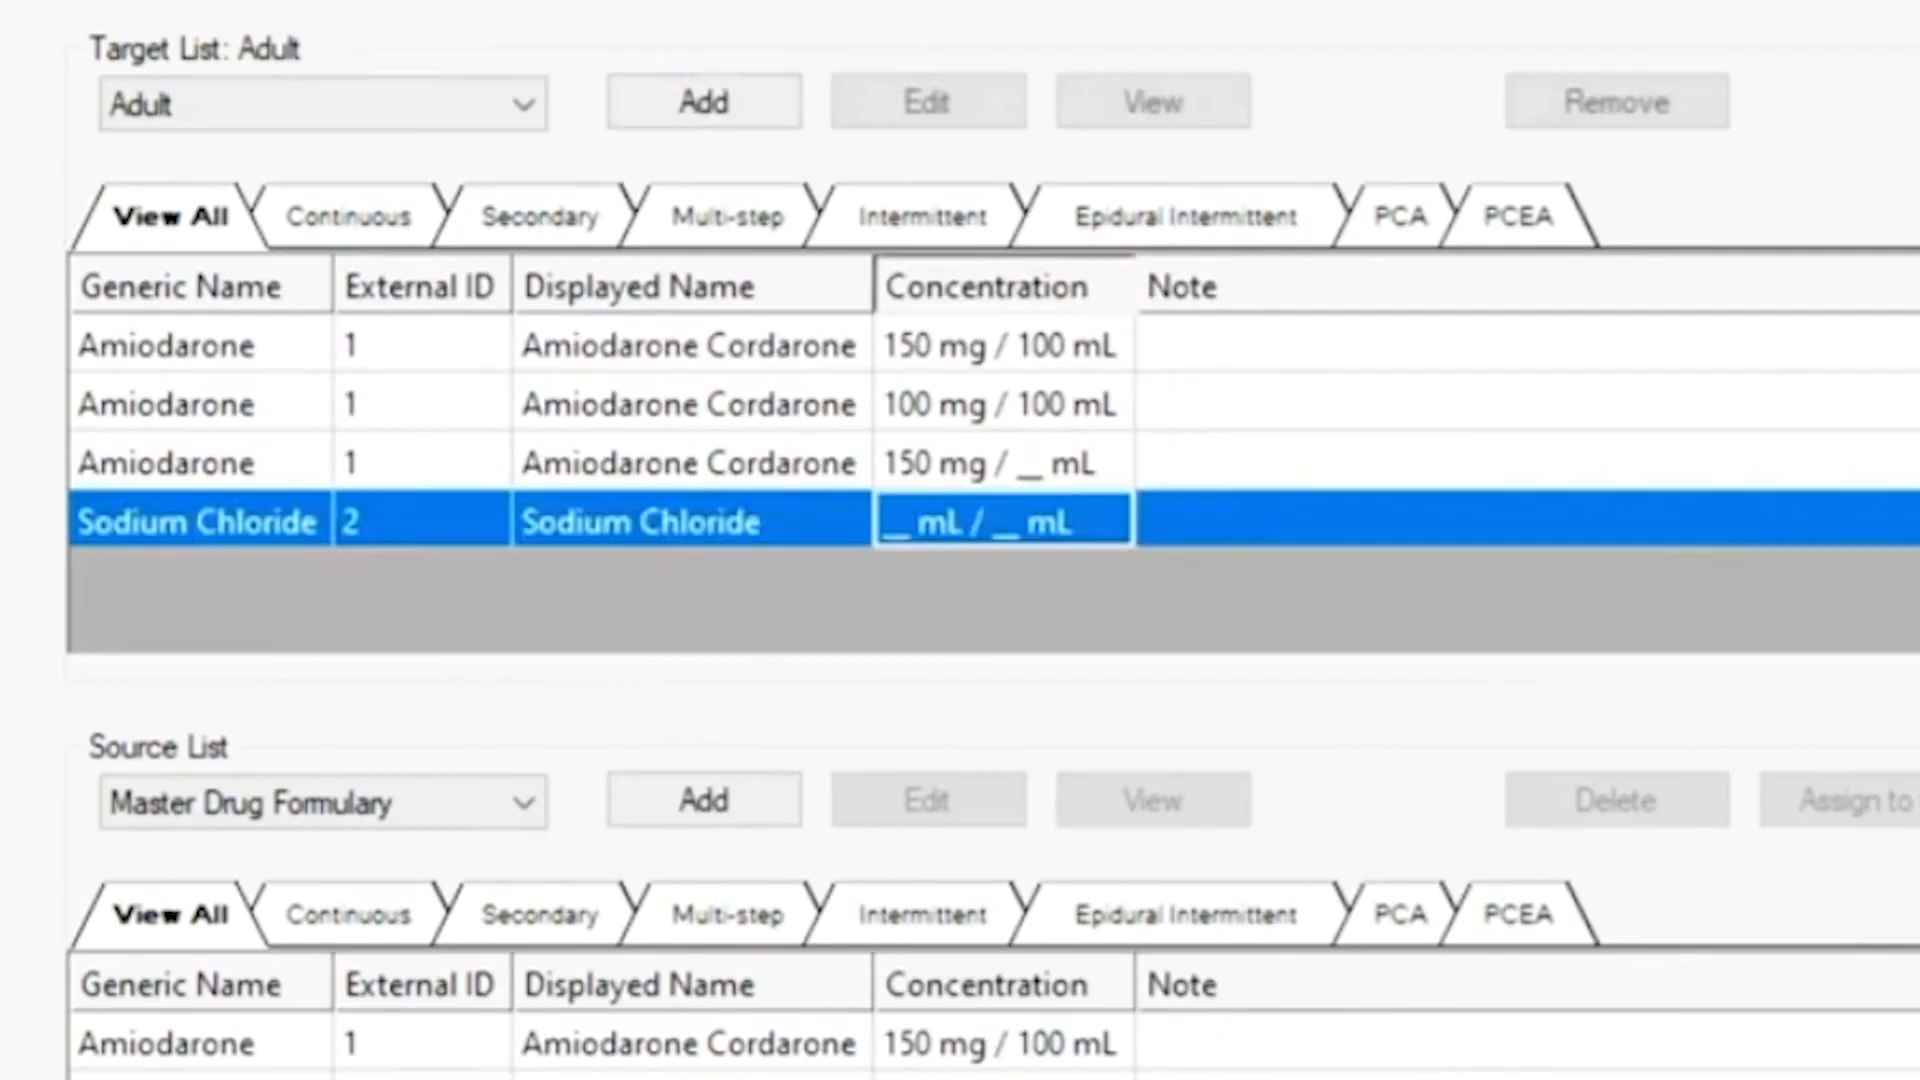 Target List: Adult
Adult Add Edit View Remove
View All Continuous Secondary Multi-step Intermittent Epidural Intermittent PCA PCEA
Generic Name External ID Displayed Name Concentration Note
Amiodarone 1 Amiodarone Cordarone 150 mg / 100 mL
Amiodarone 1 Amiodarone Cordarone 100 mg / 100 mL
Amiodarone 1 Amiodarone Cordarone 150 mg / __ mL
Sodium Chloride 2 Sodium Chloride __ mL / __ mL
Source List
Master Drug Formulary Add Edit View Delete Assign to
View All Continuous Secondary Multi-step Intermittent Epidural Intermittent PCA PCEA
Generic Name External ID Displayed Name Concentration Note
Amiodarone 1 Amiodarone Cordarone 150 mg / 100 mL